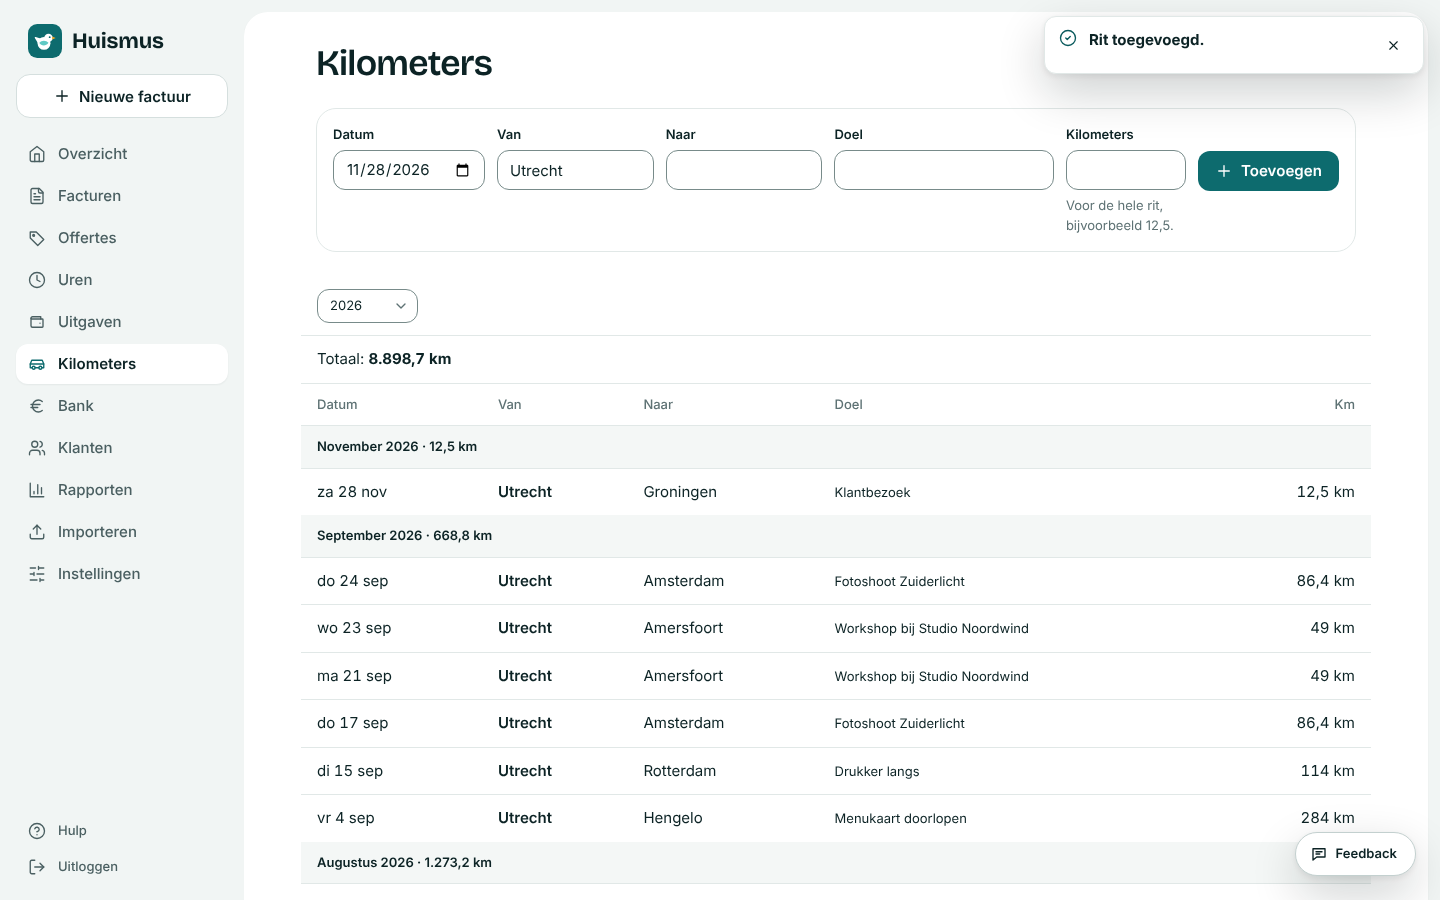 Huismus
Nieuwe factuur
Overzicht
Facturen
Offertes
Uren
Uitgaven
Kilometers
Bank
Klanten
Rapporten
Importeren
Instellingen
Hulp
Uitloggen
Kilometers
Rit toegevoegd.
Datum Van Naar Doel Kilometers
11/28/2026 Utrecht Toevoegen
Voor de hele rit,
bijvoorbeeld 12,5.
2026
Totaal: 8.898,7 km
Datum Van Naar Doel Km
November 2026 · 12,5 km
za 28 nov Utrecht Groningen Klantbezoek 12,5 km
September 2026 · 668,8 km
do 24 sep Utrecht Amsterdam Fotoshoot Zuiderlicht 86,4 km
wo 23 sep Utrecht Amersfoort Workshop bij Studio Noordwind 49 km
ma 21 sep Utrecht Amersfoort Workshop bij Studio Noordwind 49 km
do 17 sep Utrecht Amsterdam Fotoshoot Zuiderlicht 86,4 km
di 15 sep Utrecht Rotterdam Drukker langs 114 km
vr 4 sep Utrecht Hengelo Menukaart doorlopen 284 km
Augustus 2026 · 1.273,2 km
Feedback